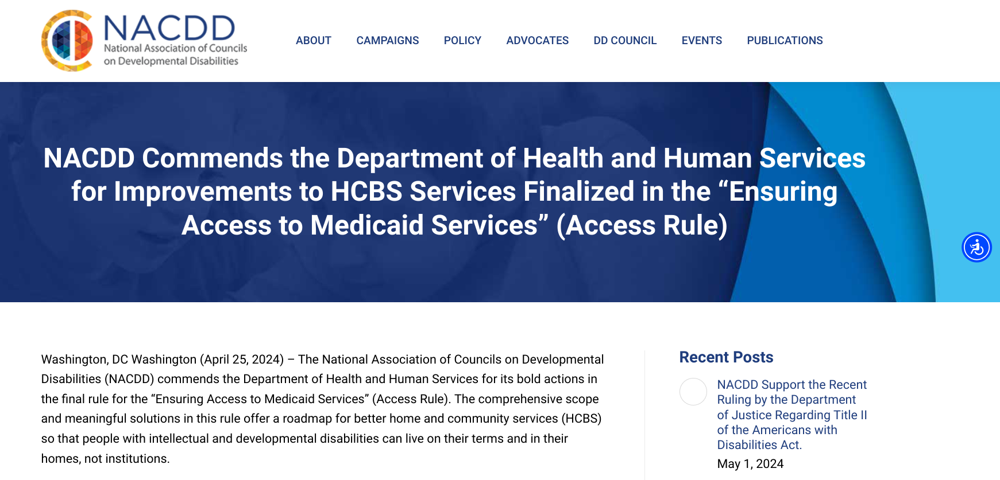 NACDD
National Association of Councils
on Developmental Disabilities
ABOUT CAMPAIGNS POLICY ADVOCATES DD COUNCIL EVENTS PUBLICATIONS
NACDD Commends the Department of Health and Human Services
for Improvements to HCBS Services Finalized in the “Ensuring
Access to Medicaid Services” (Access Rule)
Washington, DC Washington (April 25, 2024) – The National Association of Councils on Developmental
Disabilities (NACDD) commends the Department of Health and Human Services for its bold actions in
the final rule for the “Ensuring Access to Medicaid Services” (Access Rule). The comprehensive scope
and meaningful solutions in this rule offer a roadmap for better home and community services (HCBS)
so that people with intellectual and developmental disabilities can live on their terms and in their
homes, not institutions.
Recent Posts
NACDD Support the Recent
Ruling by the Department
of Justice Regarding Title II
of the Americans with
Disabilities Act.
May 1, 2024